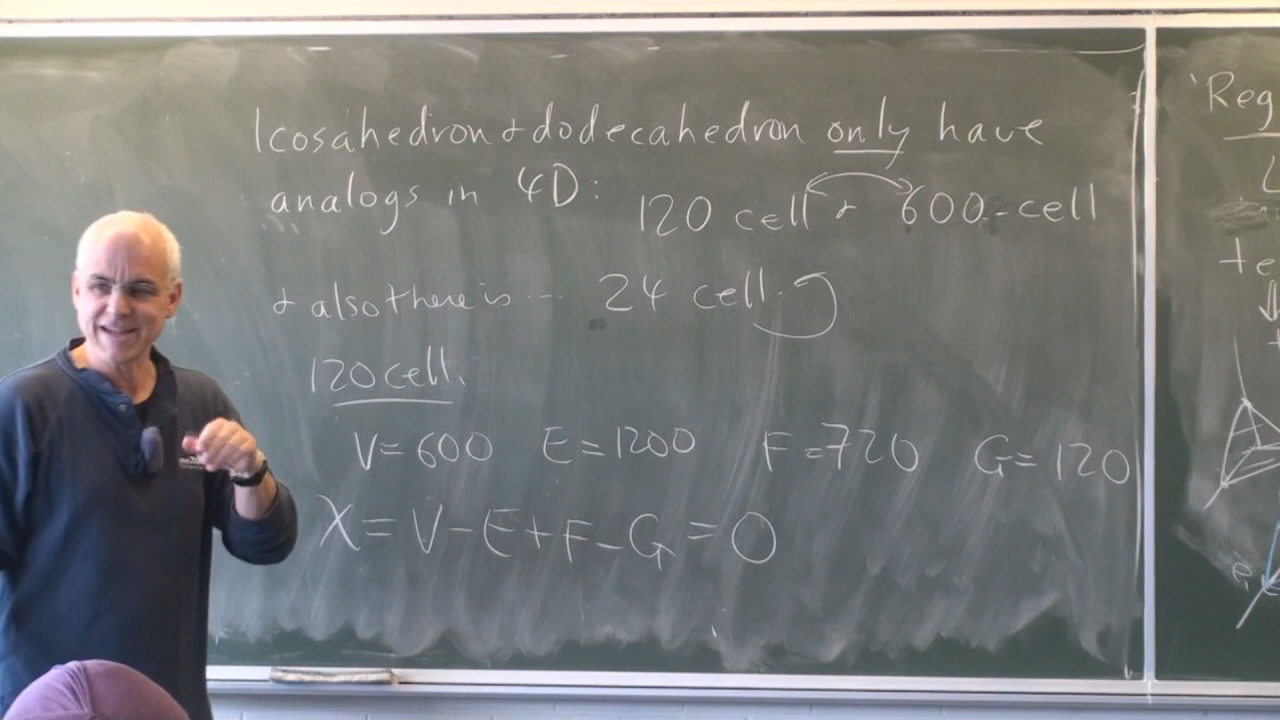 Icosahedron + dodecahedron only have
analogs in 4D: 120 cell + 600-cell
+ also there is ... 24 cell.
120 cell.
V=600 E=1200 F=720 G=120
χ=V-E+F-G=0
'Reg
te